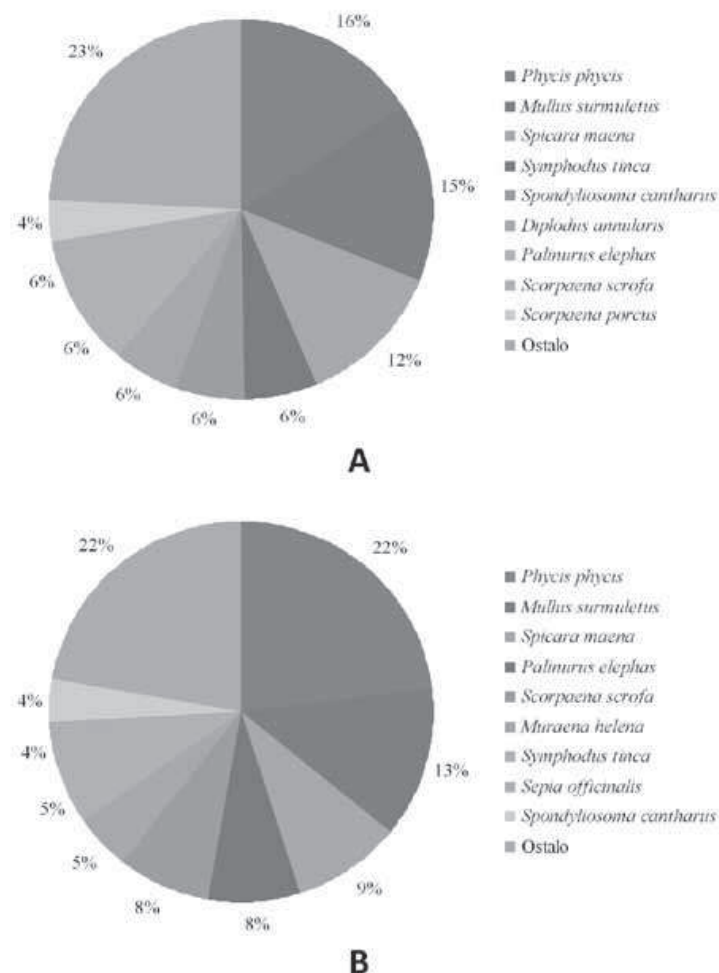 16%
23%
15%
4%
6%
6%
6%
6%
6%
12%
Phycis phycis
Mullus surmuletus
Spicara maena
Symphodus tinca
Spondyliosoma cantharus
Diplodus annularis
Palinurus elephas
Scorpaena scrofa
Scorpaena porcus
Ostalo
A
22%
22%
4%
4%
5%
5%
8%
8%
9%
13%
Phycis phycis
Mullus surmuletus
Spicara maena
Palinurus elephas
Scorpaena scrofa
Muraena helena
Symphodus tinca
Sepia officinalis
Spondyliosoma cantharus
Ostalo
B